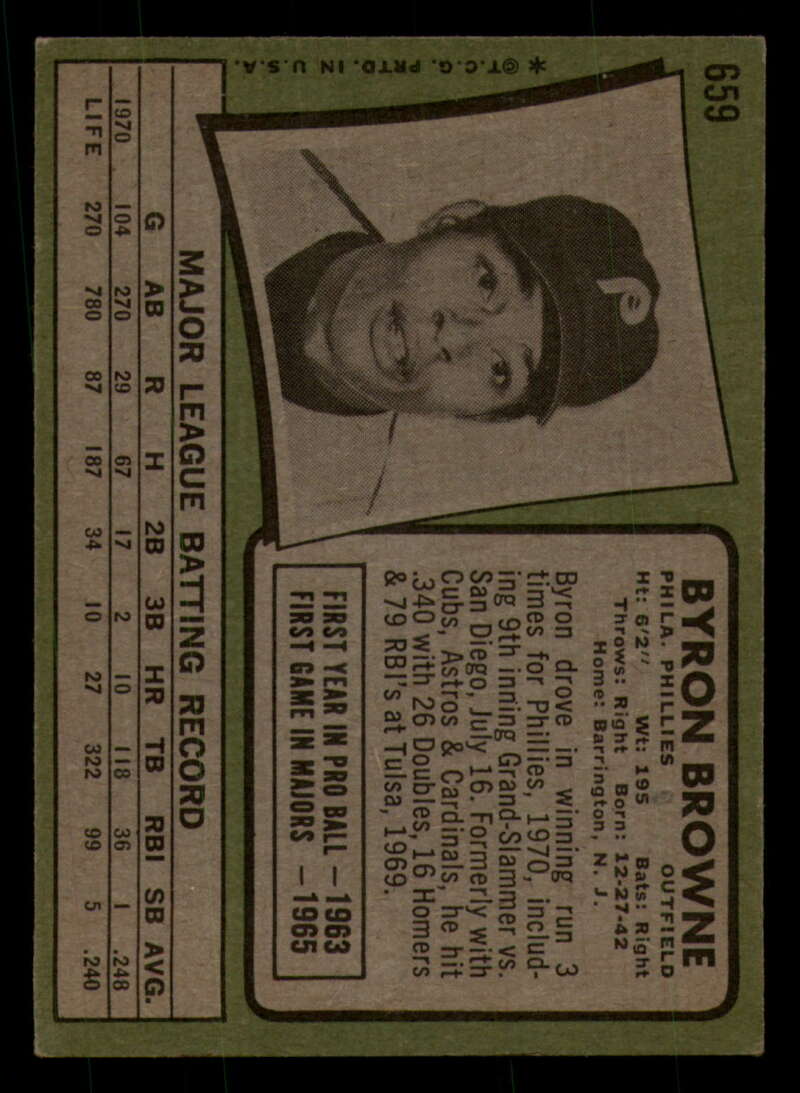 659
* ©T.C.G. PRTD. IN U.S.A.
P
BYRON BROWNE
PHILA. PHILLIES OUTFIELD
Ht: 6'2" Wt: 195 Bats: Right
Throws: Right Born: 12-27-42
Home: Barrington, N. J.
Byron drove in winning run 3
times for Phillies, 1970, includ-
ing 9th inning Grand-Slammer vs.
San Diego, July 16. Formerly with
Cubs, Astros & Cardinals, he hit
.340 with 26 Doubles, 16 Homers
& 79 RBI's at Tulsa, 1969.
FIRST YEAR IN PRO BALL — 1963
FIRST GAME IN MAJORS — 1965
MAJOR LEAGUE BATTING RECORD
G AB R H 2B 3B HR TB RBI SB AVG.
1970 104 270 29 67 17 2 10 118 36 1 .248
LIFE 270 780 87 187 34 10 27 322 99 5 .240